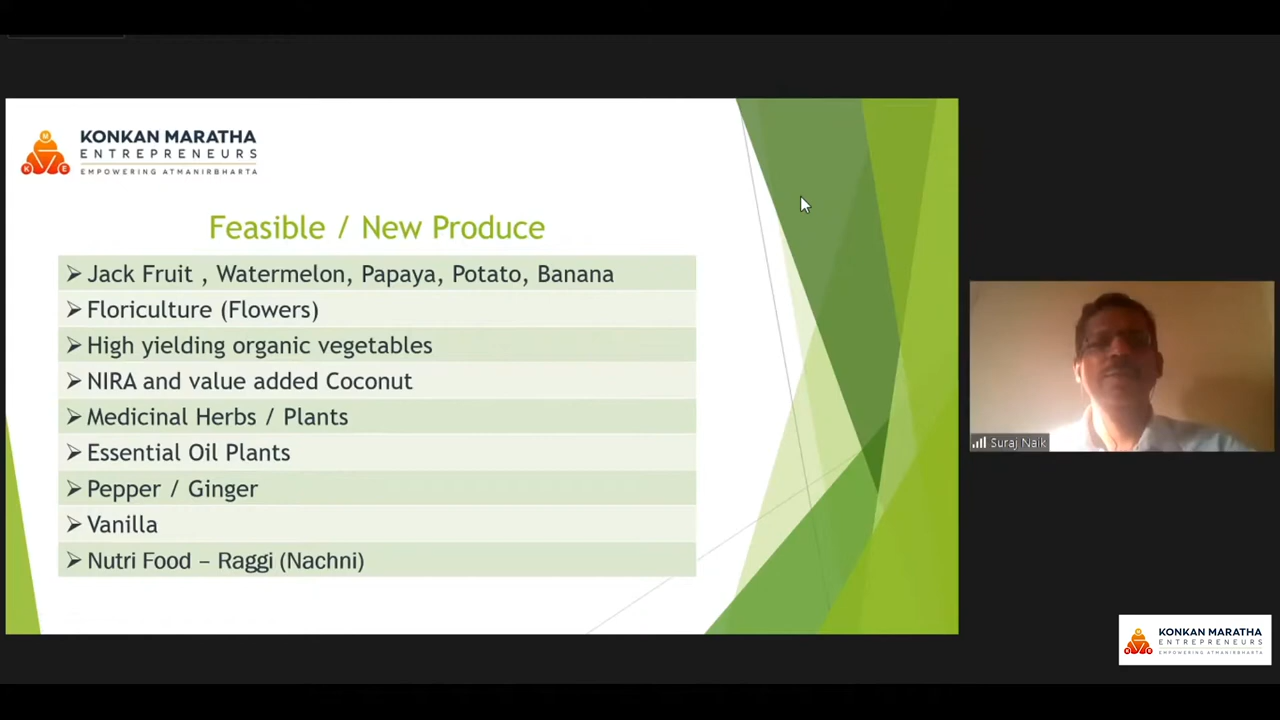 KONKAN MARATHA
ENTREPRENEURS
EMPOWERING ATMANIRBHARTA
M
K E
Feasible / New Produce
➢ Jack Fruit , Watermelon, Papaya, Potato, Banana
➢ Floriculture (Flowers)
➢ High yielding organic vegetables
➢ NIRA and value added Coconut
➢ Medicinal Herbs / Plants
➢ Essential Oil Plants
➢ Pepper / Ginger
➢ Vanilla
➢ Nutri Food – Raggi (Nachni)
Suraj Naik
KONKAN MARATHA
ENTREPRENEURS
EMPOWERING ATMANIRBHARTA